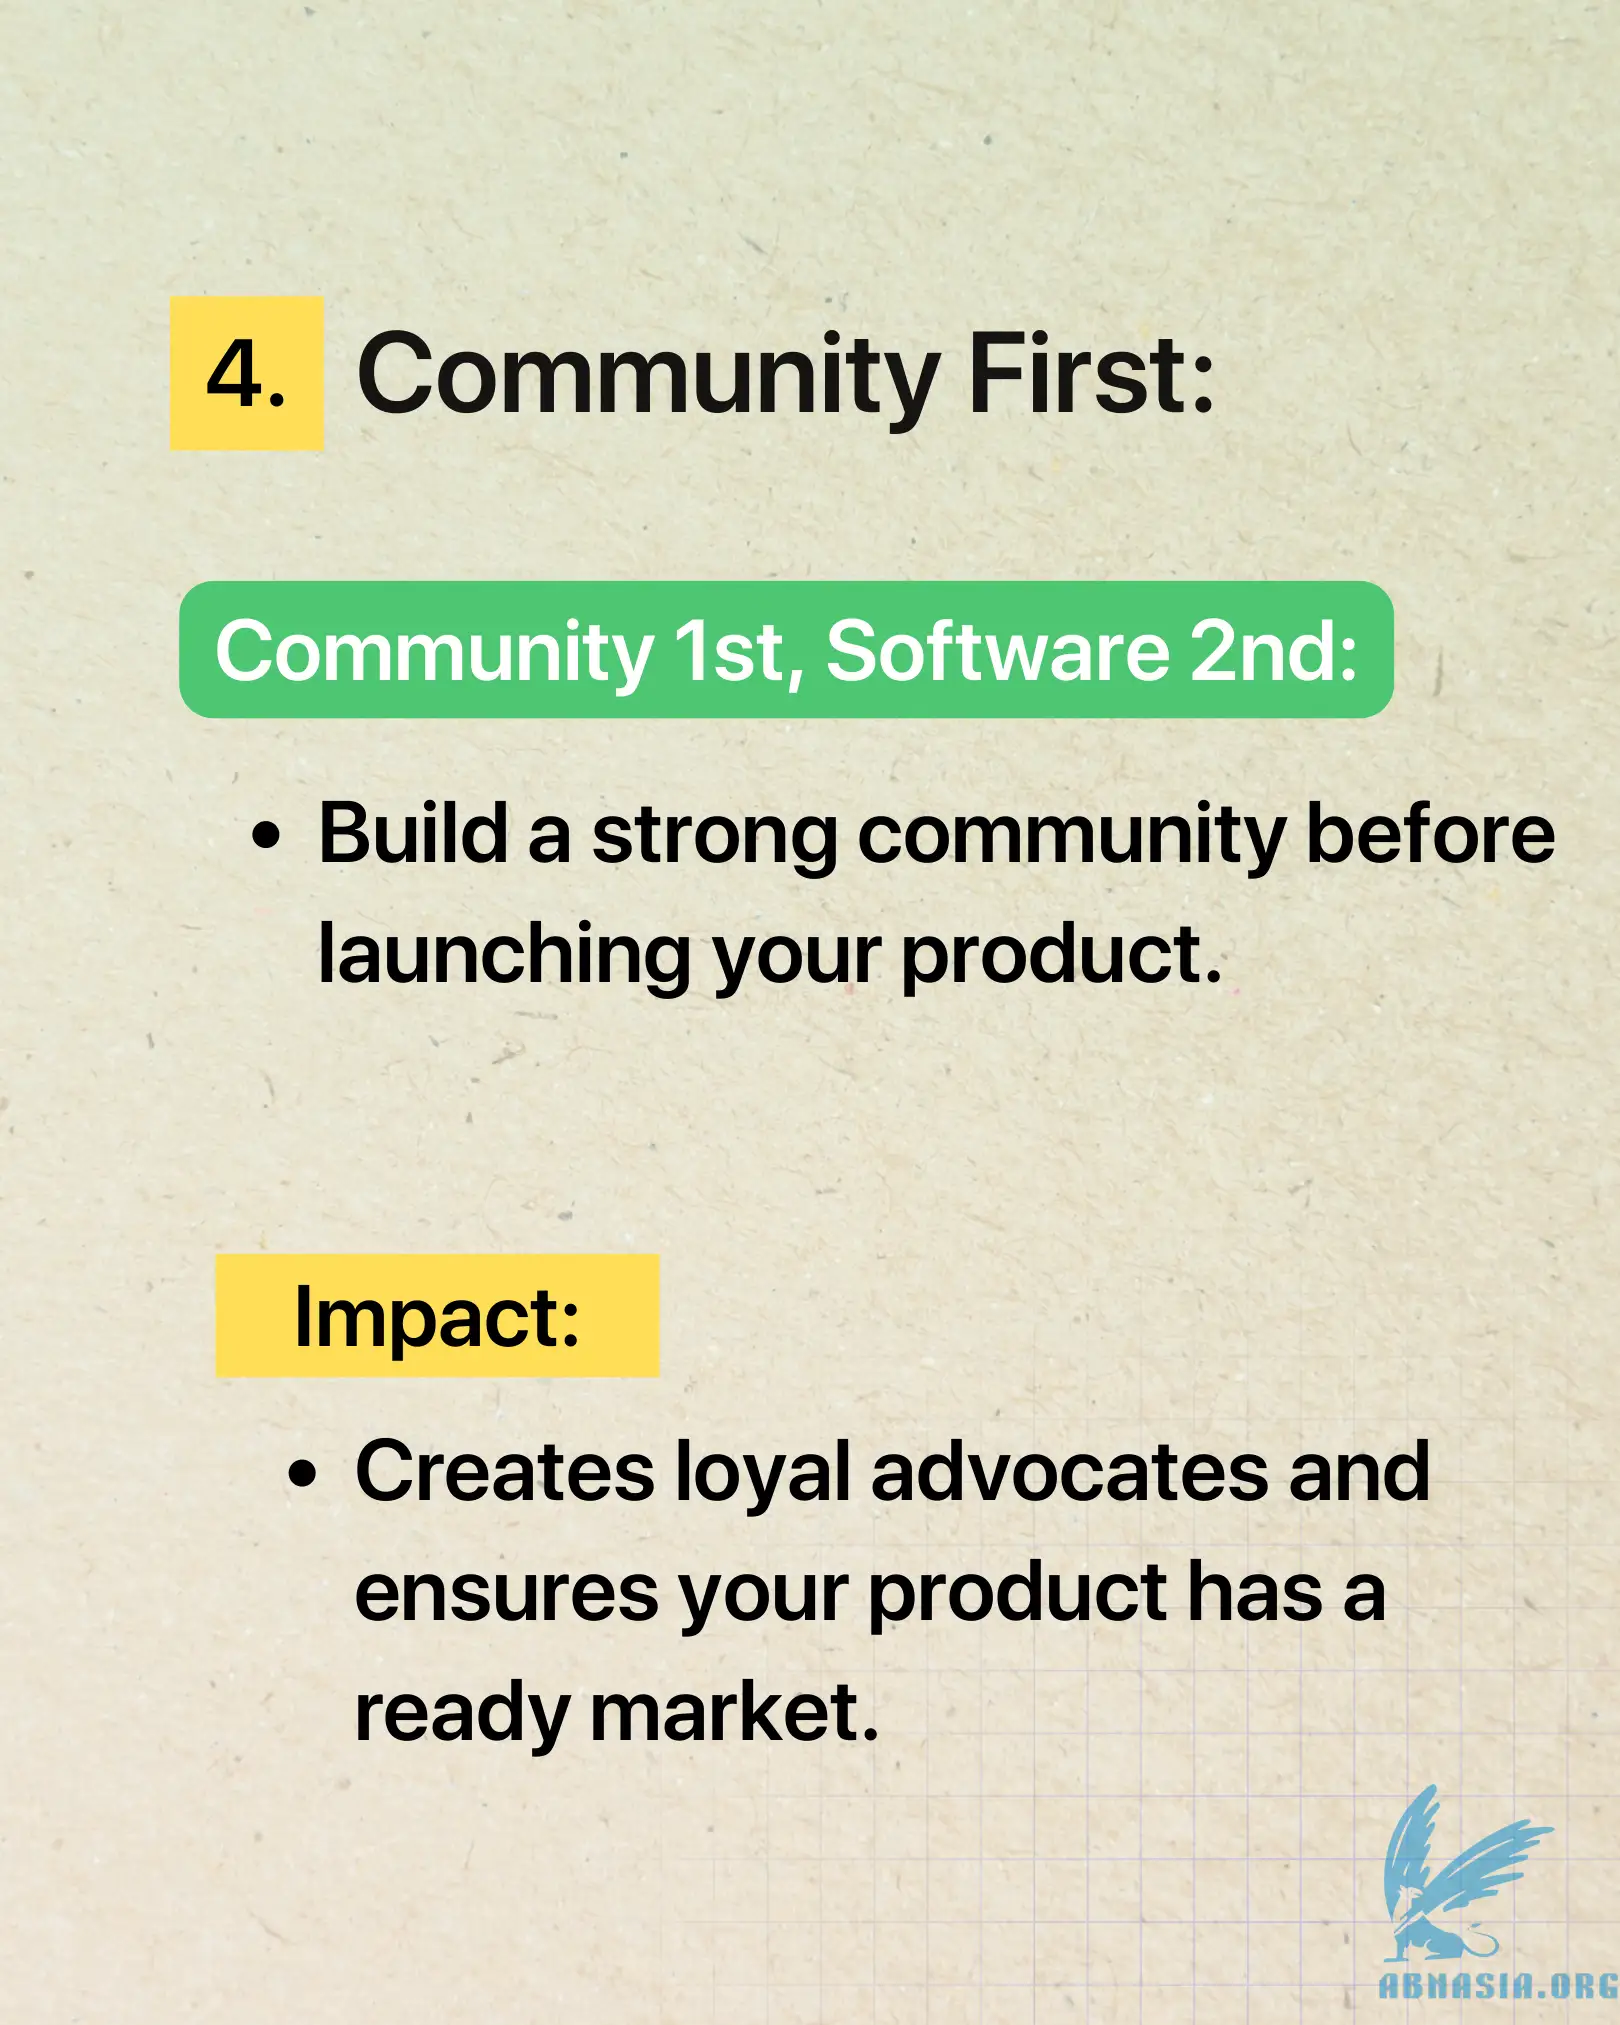 4. Community First:
Community 1st, Software 2nd:
• Build a strong community before
launching your product.
Impact:
• Creates loyal advocates and
ensures your product has a
ready market.
ABNASIA.ORG